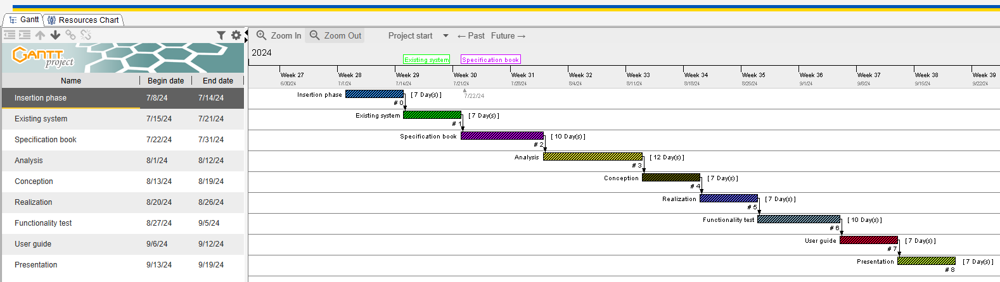 Gantt Resources Chart
Zoom In Zoom Out Project start ← Past Future →
GANTT
project
2024
Existing system Specification book
Name Begin date End date
Week 27 Week 28 Week 29 Week 30 Week 31 Week 32 Week 33 Week 34 Week 35 Week 36 Week 37 Week 38 Week 39
6/30/24 7/7/24 7/14/24 7/21/24 7/28/24 8/4/24 8/11/24 8/18/24 8/25/24 9/1/24 9/8/24 9/15/24 9/22/24
Insertion phase 7/8/24 7/14/24 Insertion phase [ 7 Day(s) ] 7/22/24
# 0
Existing system 7/15/24 7/21/24 Existing system [ 7 Day(s) ]
# 1
Specification book 7/22/24 7/31/24 Specification book [ 10 Day(s) ]
# 2
Analysis 8/1/24 8/12/24 Analysis [ 12 Day(s) ]
# 3
Conception 8/13/24 8/19/24 Conception [ 7 Day(s) ]
# 4
Realization 8/20/24 8/26/24 Realization [ 7 Day(s) ]
# 5
Functionality test 8/27/24 9/5/24 Functionality test [ 10 Day(s) ]
# 6
User guide 9/6/24 9/12/24 User guide [ 7 Day(s) ]
# 7
Presentation 9/13/24 9/19/24 Presentation [ 7 Day(s) ]
# 8